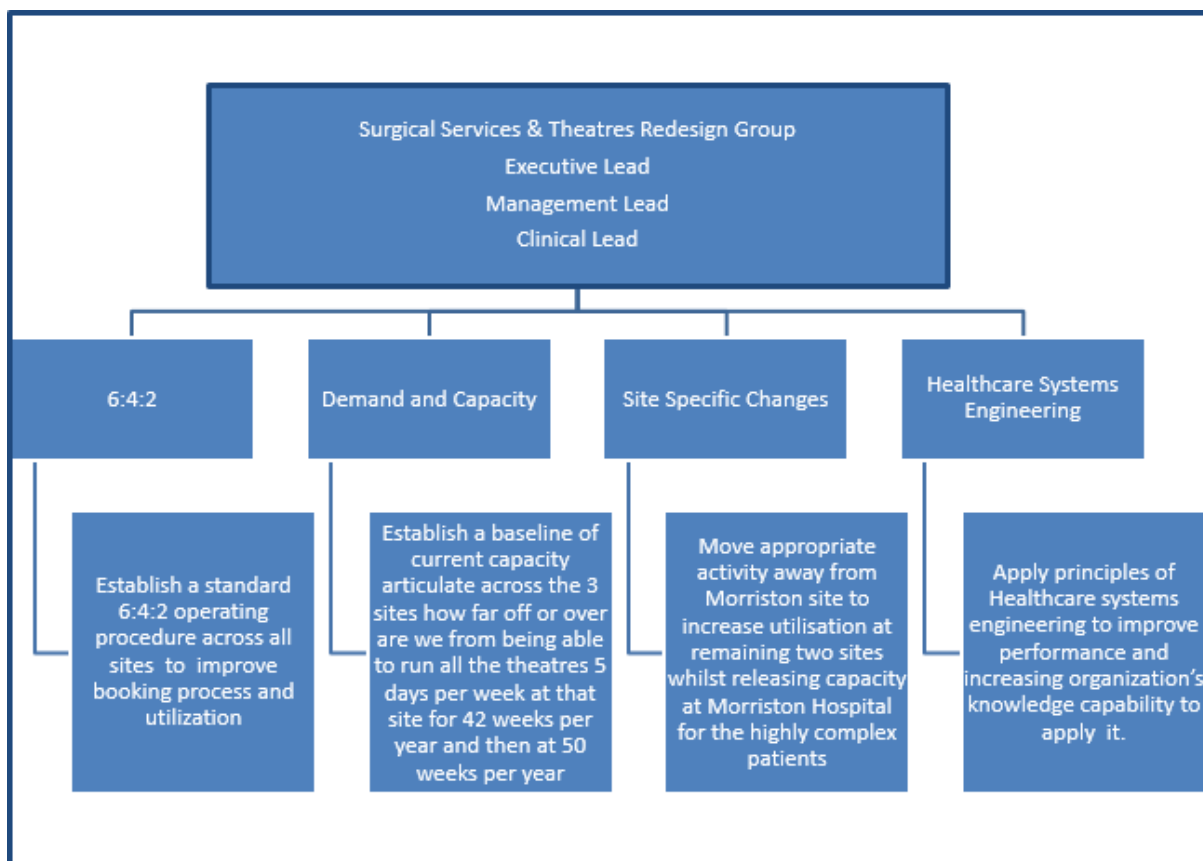 Surgical Services & Theatres Redesign Group
Executive Lead
Management Lead
Clinical Lead
6:4:2
Demand and Capacity
Site Specific Changes
Healthcare Systems
Engineering
Establish a standard
6:4:2 operating
procedure across all
sites to improve
booking process and
utilization
Establish a baseline of
current capacity
articulate across the 3
sites how far off or over
are we from being able
to run all the theatres 5
days per week at that
site for 42 weeks per
year and then at 50
weeks per year
Move appropriate
activity away from
Morriston site to
increase utilisation at
remaining two sites
whilst releasing capacity
at Morriston Hospital
for the highly complex
patients
Apply principles of
Healthcare systems
engineering to improve
performance and
increasing organization's
knowledge capability to
apply it.